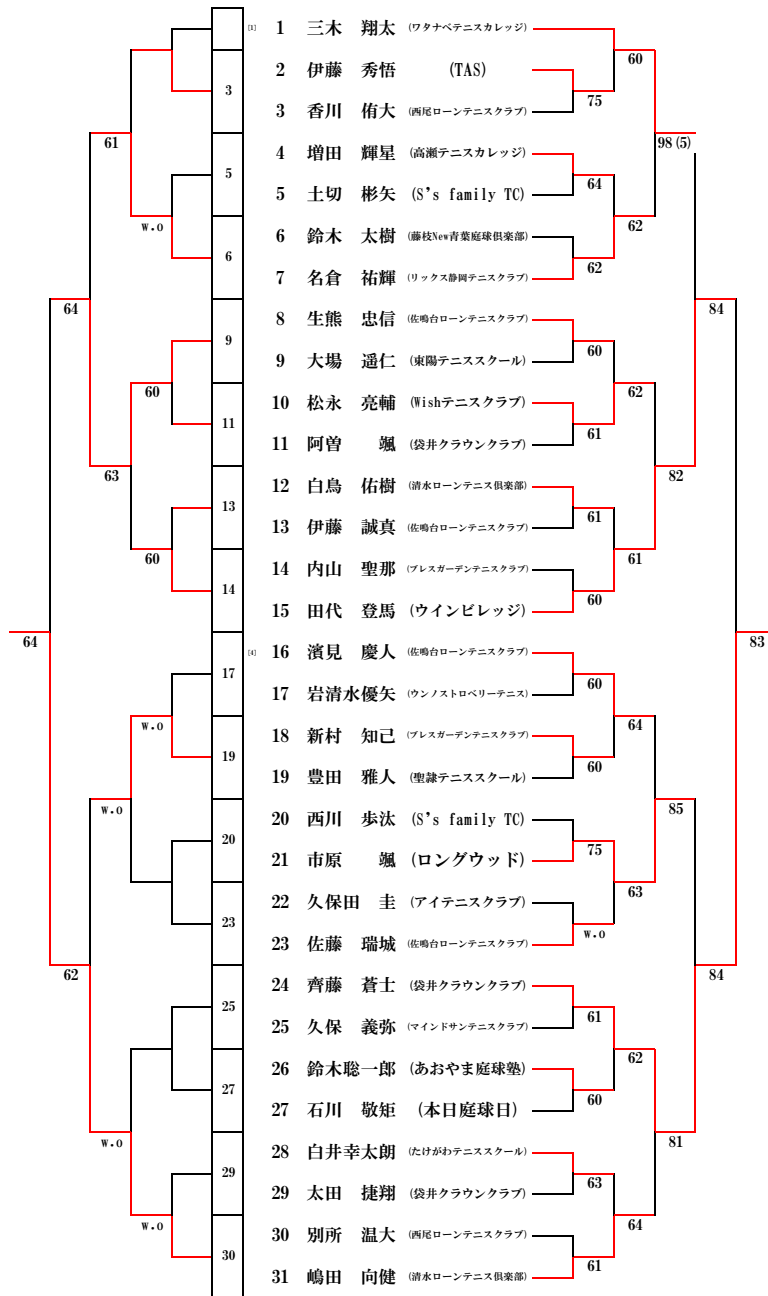 [1] 1 三木 翔太 (ワタナベテニスカレッジ)
60
2 伊藤 秀悟 (TAS)
3
75
3 香川 侑大 (西尾ローンテニスクラブ)
61
98(5)
4 増田 輝星 (高瀬テニスカレッジ)
5
64
5 土切 彬矢 (S's family TC)
w.o
62
6 鈴木 太樹 (藤枝New青葉庭球倶楽部)
6
62
7 名倉 祐輝 (リックス静岡テニスクラブ)
64
84
8 生熊 忠信 (佐鳴台ローンテニスクラブ)
9
60
9 大場 遥仁 (東陽テニススクール)
60
62
10 松永 亮輔 (Wishテニスクラブ)
11
61
11 阿曽 颯 (袋井クラウンクラブ)
63
82
12 白鳥 佑樹 (清水ローンテニス倶楽部)
13
61
13 伊藤 誠真 (佐鳴台ローンテニスクラブ)
60
61
14 内山 聖那 (ブレスガーデンテニスクラブ)
14
60
15 田代 登馬 (ウインビレッジ)
64
83
[4] 16 濱見 慶人 (佐鳴台ローンテニスクラブ)
17
60
17 岩清水優矢 (ウンノストロベリーテニス)
w.o
64
18 新村 知己 (ブレスガーデンテニスクラブ)
19
60
19 豊田 雅人 (聖隷テニススクール)
w.o
85
20 西川 歩汰 (S's family TC)
20
75
21 市原 颯 (ロングウッド)
63
22 久保田 圭 (アイテニスクラブ)
23
w.o
23 佐藤 瑞城 (佐鳴台ローンテニスクラブ)
62
84
24 齊藤 蒼士 (袋井クラウンクラブ)
25
61
25 久保 義弥 (マインドサンテニスクラブ)
62
26 鈴木聡一郎 (あおやま庭球塾)
27
60
27 石川 敬矩 (本日庭球日)
w.o
81
28 白井幸太朗 (たけがわテニススクール)
29
63
29 太田 捷翔 (袋井クラウンクラブ)
w.o
64
30 別所 温大 (西尾ローンテニスクラブ)
30
61
31 嶋田 向健 (清水ローンテニス倶楽部)